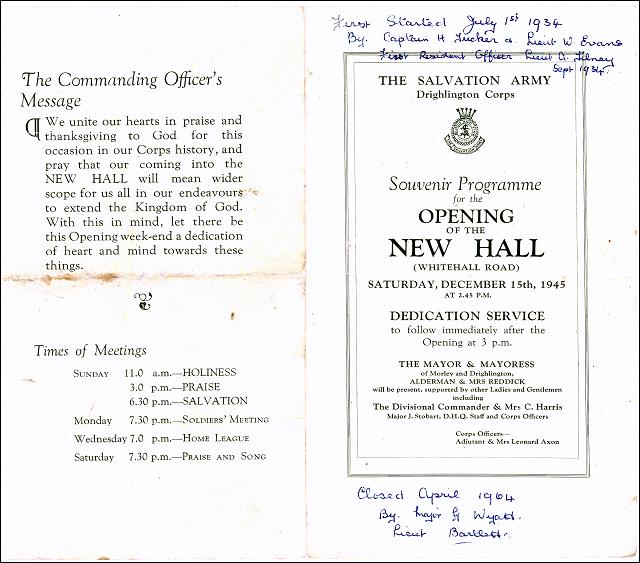 The Commanding Officer's
Message
¶ We unite our hearts in praise and
thanksgiving to God for this
occasion in our Corps history, and
pray that our coming into the
NEW HALL will mean wider
scope for us all in our endeavours
to extend the Kingdom of God.
With this in mind, let there be
this Opening week-end a dedication
of heart and mind towards these
things.
Times of Meetings
Sunday 11.0 a.m.—HOLINESS
3.0 p.m.—PRAISE
6.30 p.m.—SALVATION
Monday 7.30 p.m.—Soldiers' Meeting
Wednesday 7.0 p.m.—Home League
Saturday 7.30 p.m.—Praise and Song
First Started July 1st 1934
By. Captain H Tucker & Lieut W. Evans
First Resident Officer Lieut A. Tilney
Sept 1934.
THE SALVATION ARMY
Drighlington Corps
Souvenir Programme
for the
OPENING
OF THE
NEW HALL
(WHITEHALL ROAD)
SATURDAY, DECEMBER 15th, 1945
AT 2.45 P.M.
DEDICATION SERVICE
to follow immediately after the
Opening at 3 p.m.
THE MAYOR & MAYORESS
of Morley and Drighlington,
ALDERMAN & MRS REDDICK
will be present, supported by other Ladies and Gentlemen
including
The Divisional Commander & Mrs C. Harris
Major J. Stobart, D.H.Q. Staff and Corps Officers
Corps Officers—
Adjutant & Mrs Leonard Axon
Closed April 1964
By. Major G Wyatt.
Lieut Bartlett.